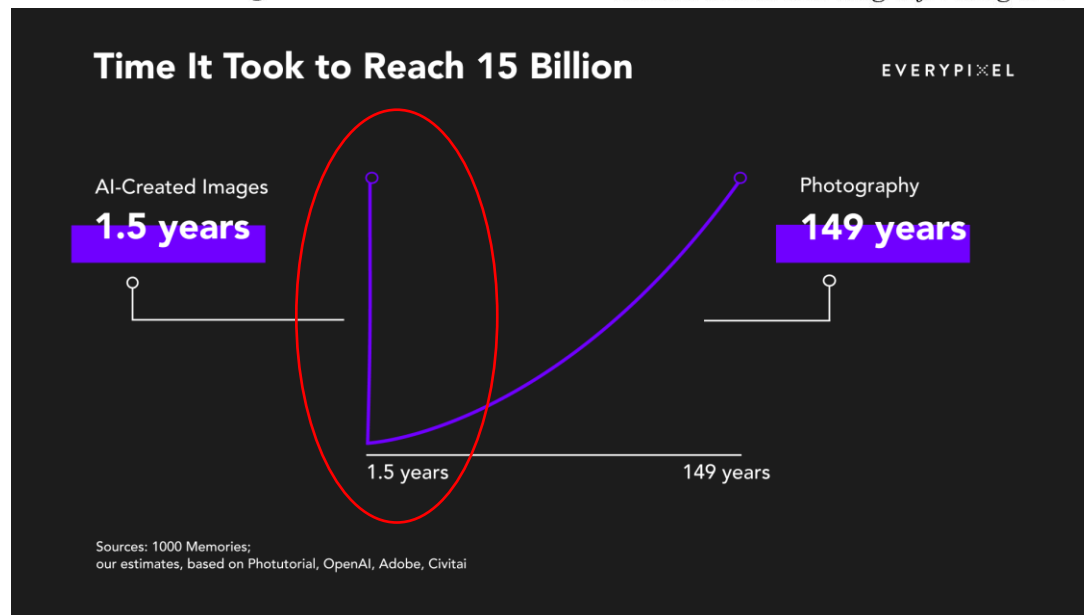 Time It Took to Reach 15 Billion
EVERYPIXEL
AI-Created Images
1.5 years
Photography
149 years
1.5 years
149 years
Sources: 1000 Memories;
our estimates, based on Photutorial, OpenAI, Adobe, Civitai